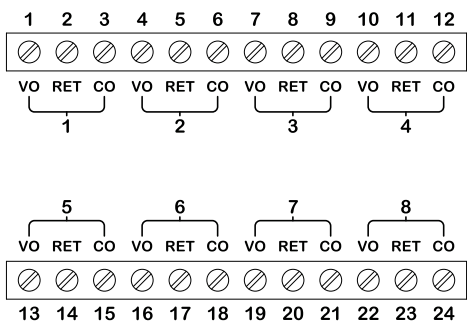 1 2 3 4 5 6 7 8 9 10 11 12
VO RET CO VO RET CO VO RET CO VO RET CO
1 2 3 4
5 6 7 8
VO RET CO VO RET CO VO RET CO VO RET CO
13 14 15 16 17 18 19 20 21 22 23 24